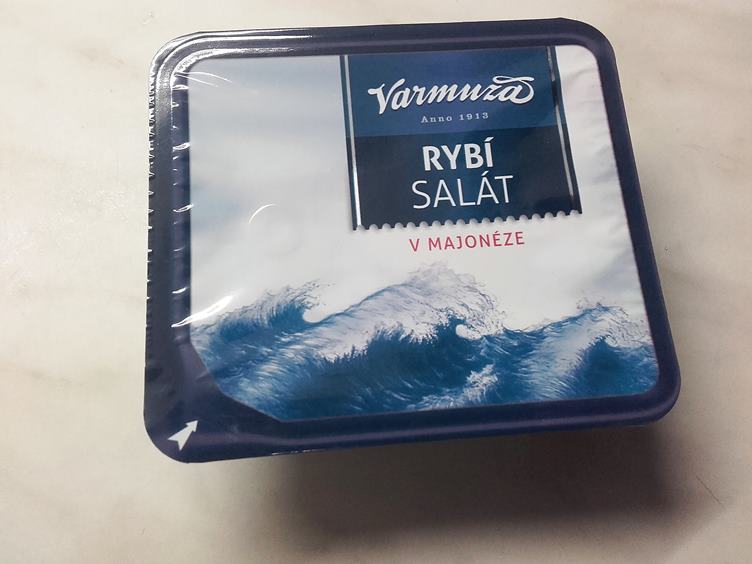 Varmuža
Anno 1913
RYBÍ
SALÁT
V MAJONÉZE